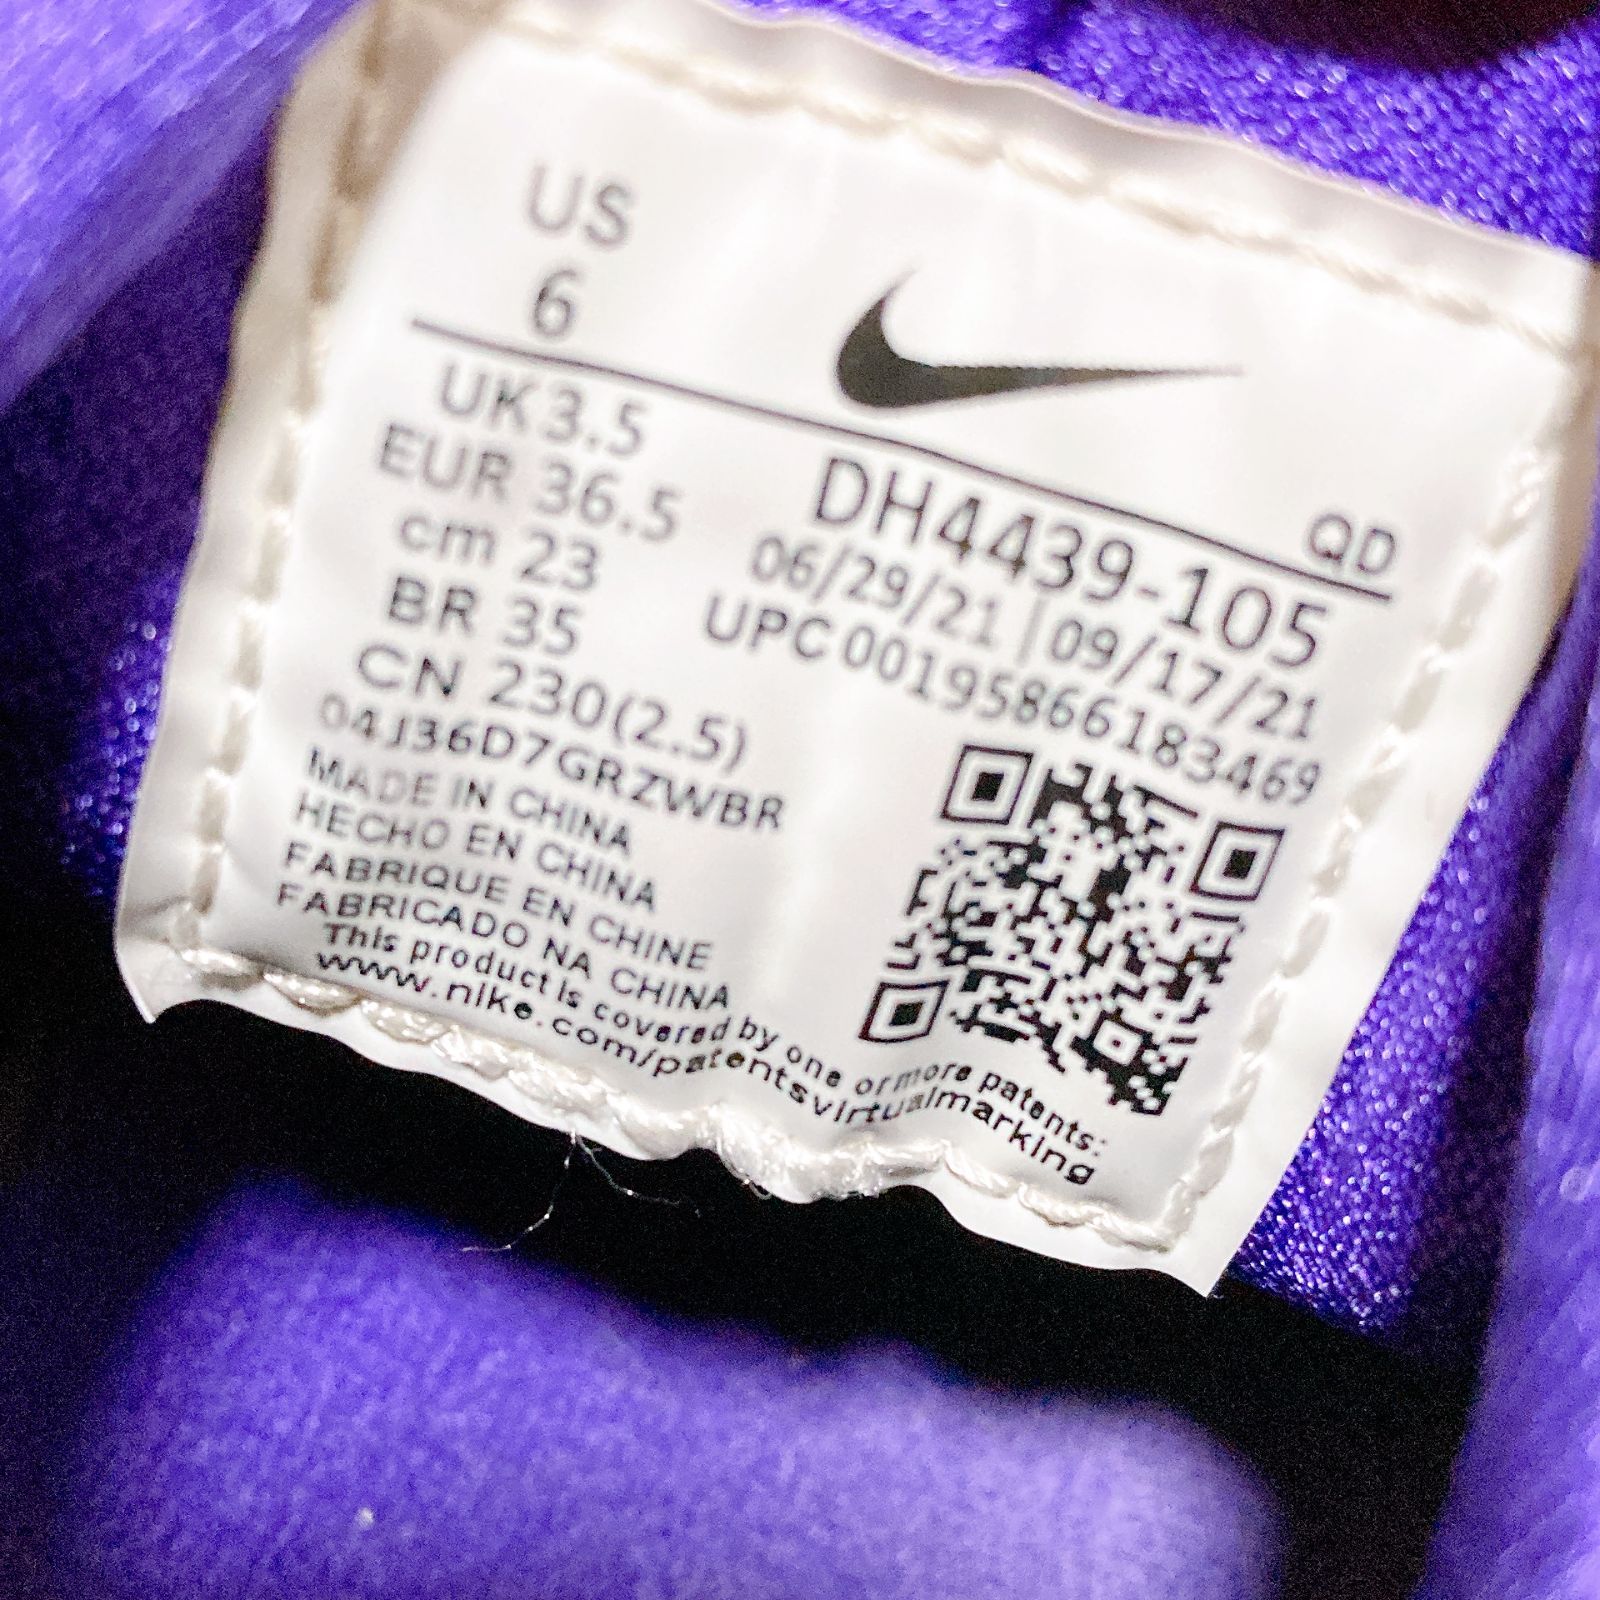 US
6
UK 3.5
EUR 36.5
cm 23
BR 35
CN 230(2.5)
04J36D7GRZWBR
MADE IN CHINA
HECHO EN CHINA
FABRIQUE EN CHINE
FABRICADO NA CHINA
This product is covered by one or more patents:
www.nike.com/patentsvirtualmarking
QD
DH4439-105
06/29/21 | 09/17/21
UPC 00195866183469